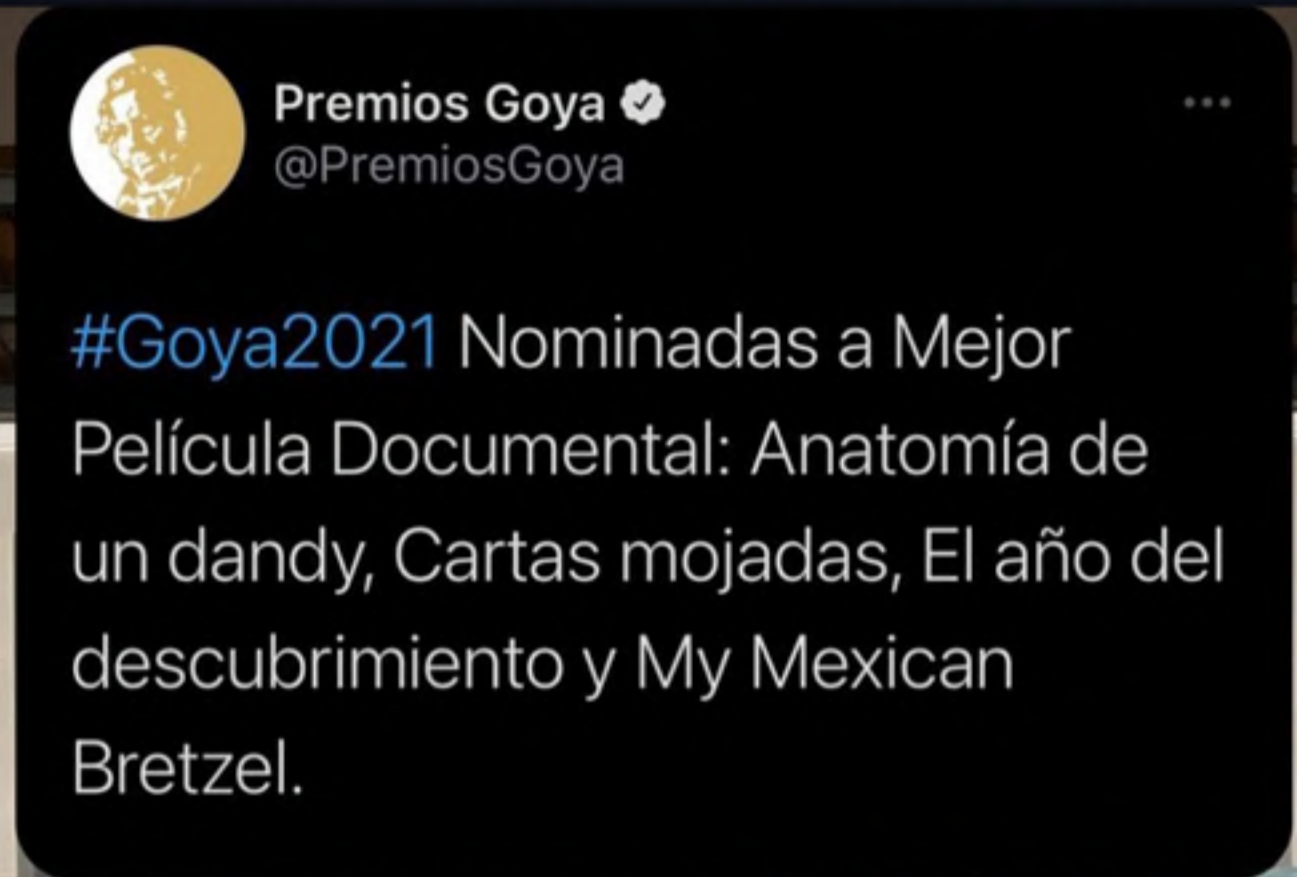 Premios Goya
@PremiosGoya
#Goya2021 Nominadas a Mejor
Película Documental: Anatomía de
un dandy, Cartas mojadas, El año del
descubrimiento y My Mexican
Bretzel.